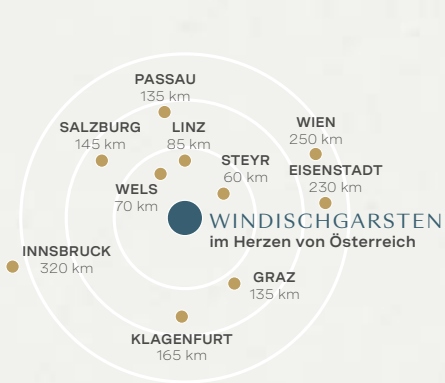 PASSAU
135 km
SALZBURG
145 km
LINZ
85 km
WIEN
250 km
STEYR
60 km
EISENSTADT
230 km
WELS
70 km
WINDISCHGARSTEN
im Herzen von Österreich
INNSBRUCK
320 km
GRAZ
135 km
KLAGENFURT
165 km